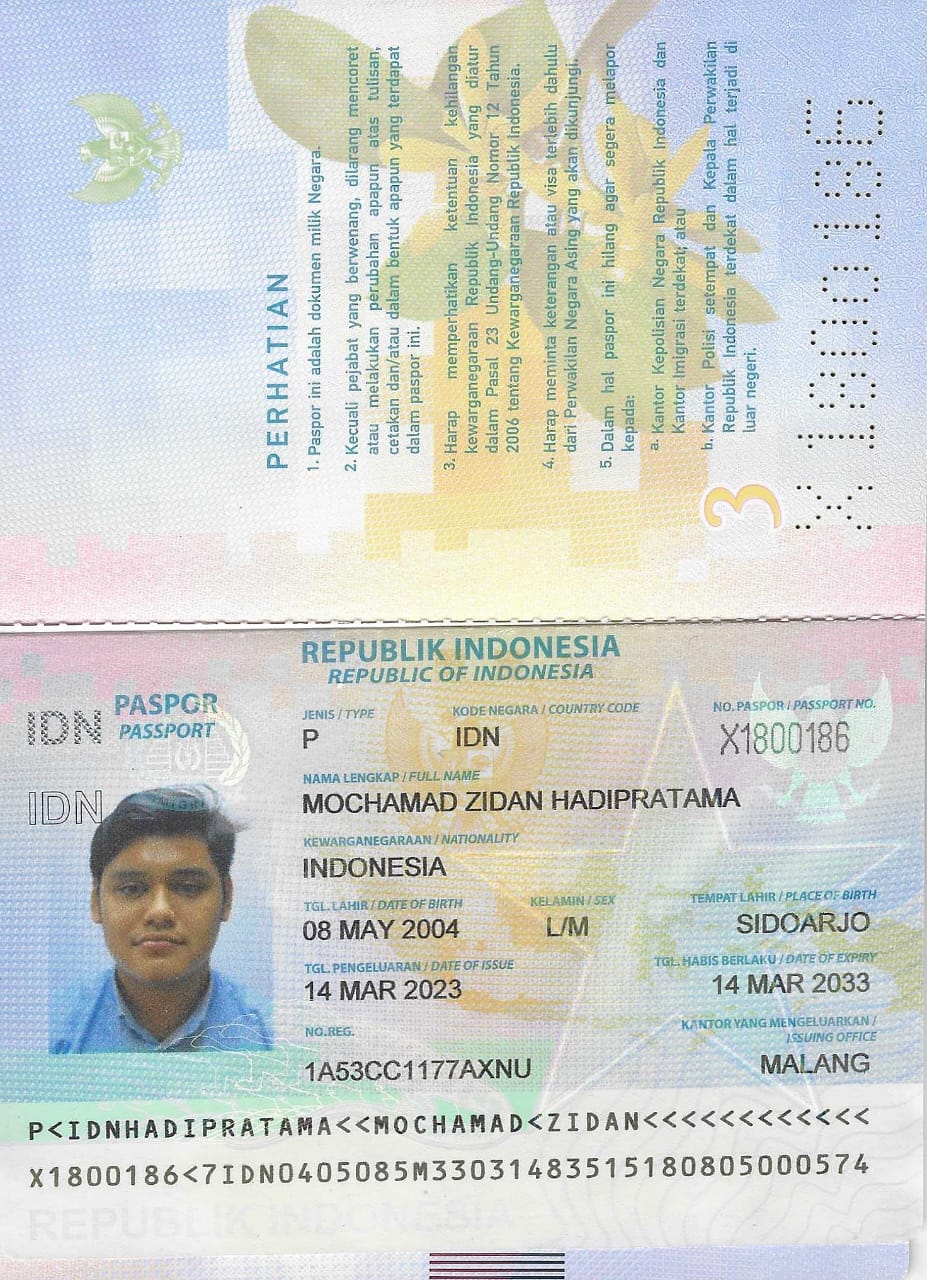 PERHATIAN
1. Paspor ini adalah dokumen milik Negara.
2. Kecuali pejabat yang berwenang, dilarang mencoret
atau melakukan perubahan apapun atas tulisan,
cetakan dan/atau dalam bentuk apapun yang terdapat
dalam paspor ini.
3. Harap memperhatikan ketentuan kehilangan
kewarganegaraan Republik Indonesia yang diatur
dalam Pasal 23 Undang-Undang Nomor 12 Tahun
2006 tentang Kewarganegaraan Republik Indonesia.
4. Harap meminta keterangan atau visa terlebih dahulu
dari Perwakilan Negara Asing yang akan dikunjungi.
5. Dalam hal paspor ini hilang agar segera melapor
kepada:
a. Kantor Kepolisian Negara Republik Indonesia dan
Kantor Imigrasi terdekat; atau
b. Kantor Polisi setempat dan Kepala Perwakilan
Republik Indonesia terdekat dalam hal terjadi di
luar negeri.
3
X1800186
REPUBLIK INDONESIA
REPUBLIC OF INDONESIA
IDN
PASPOR
PASSPORT
IDN
JENIS / TYPE KODE NEGARA / COUNTRY CODE NO. PASPOR / PASSPORT NO.
P IDN X1800186
NAMA LENGKAP / FULL NAME
MOCHAMAD ZIDAN HADIPRATAMA
KEWARGANEGARAAN / NATIONALITY
INDONESIA
TGL. LAHIR / DATE OF BIRTH KELAMIN / SEX TEMPAT LAHIR / PLACE OF BIRTH
08 MAY 2004 L/M SIDOARJO
TGL. PENGELUARAN / DATE OF ISSUE TGL. HABIS BERLAKU / DATE OF EXPIRY
14 MAR 2023 14 MAR 2033
NO. REG. KANTOR YANG MENGELUARKAN /
ISSUING OFFICE
1A53CC1177AXNU MALANG
P<IDNHADIPRATAMA<<MOCHAMAD<ZIDAN<<<<<<<<<<<<
X1800186<7IDN0405085M33031483515180805000574
REPUBLIK INDONESIA